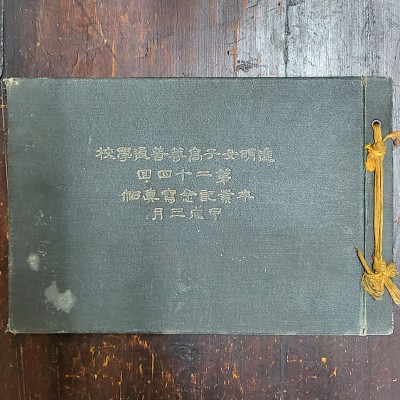 進明女子高等普通學校
第二十四回
卒業記念寫眞帖
甲戌三月